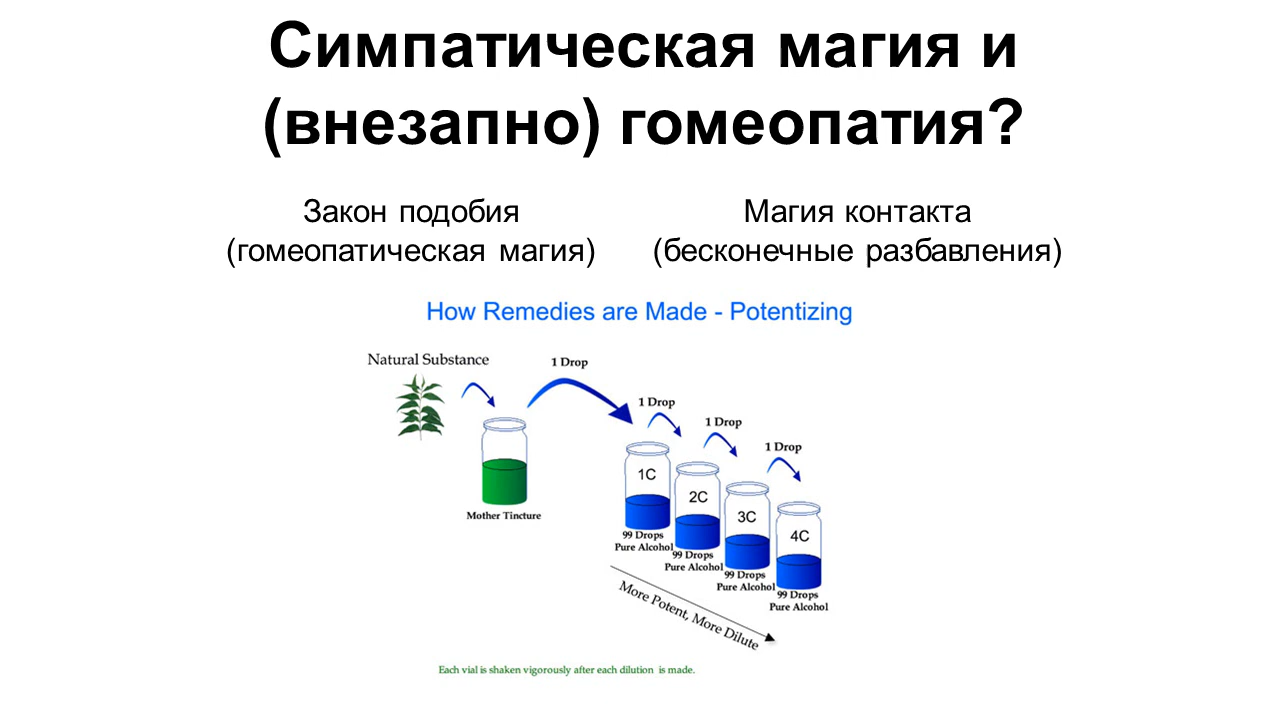 Симпатическая магия и
(внезапно) гомеопатия?
Закон подобия
(гомеопатическая магия)
Магия контакта
(бесконечные разбавления)
How Remedies are Made - Potentizing
Natural Substance
1 Drop
1 Drop
1 Drop
1 Drop
Mother Tincture
1C
2C
3C
4C
99 Drops
Pure Alcohol
99 Drops
Pure Alcohol
99 Drops
Pure Alcohol
99 Drops
Pure Alcohol
More Potent, More Dilute
Each vial is shaken vigorously after each dilution is made.